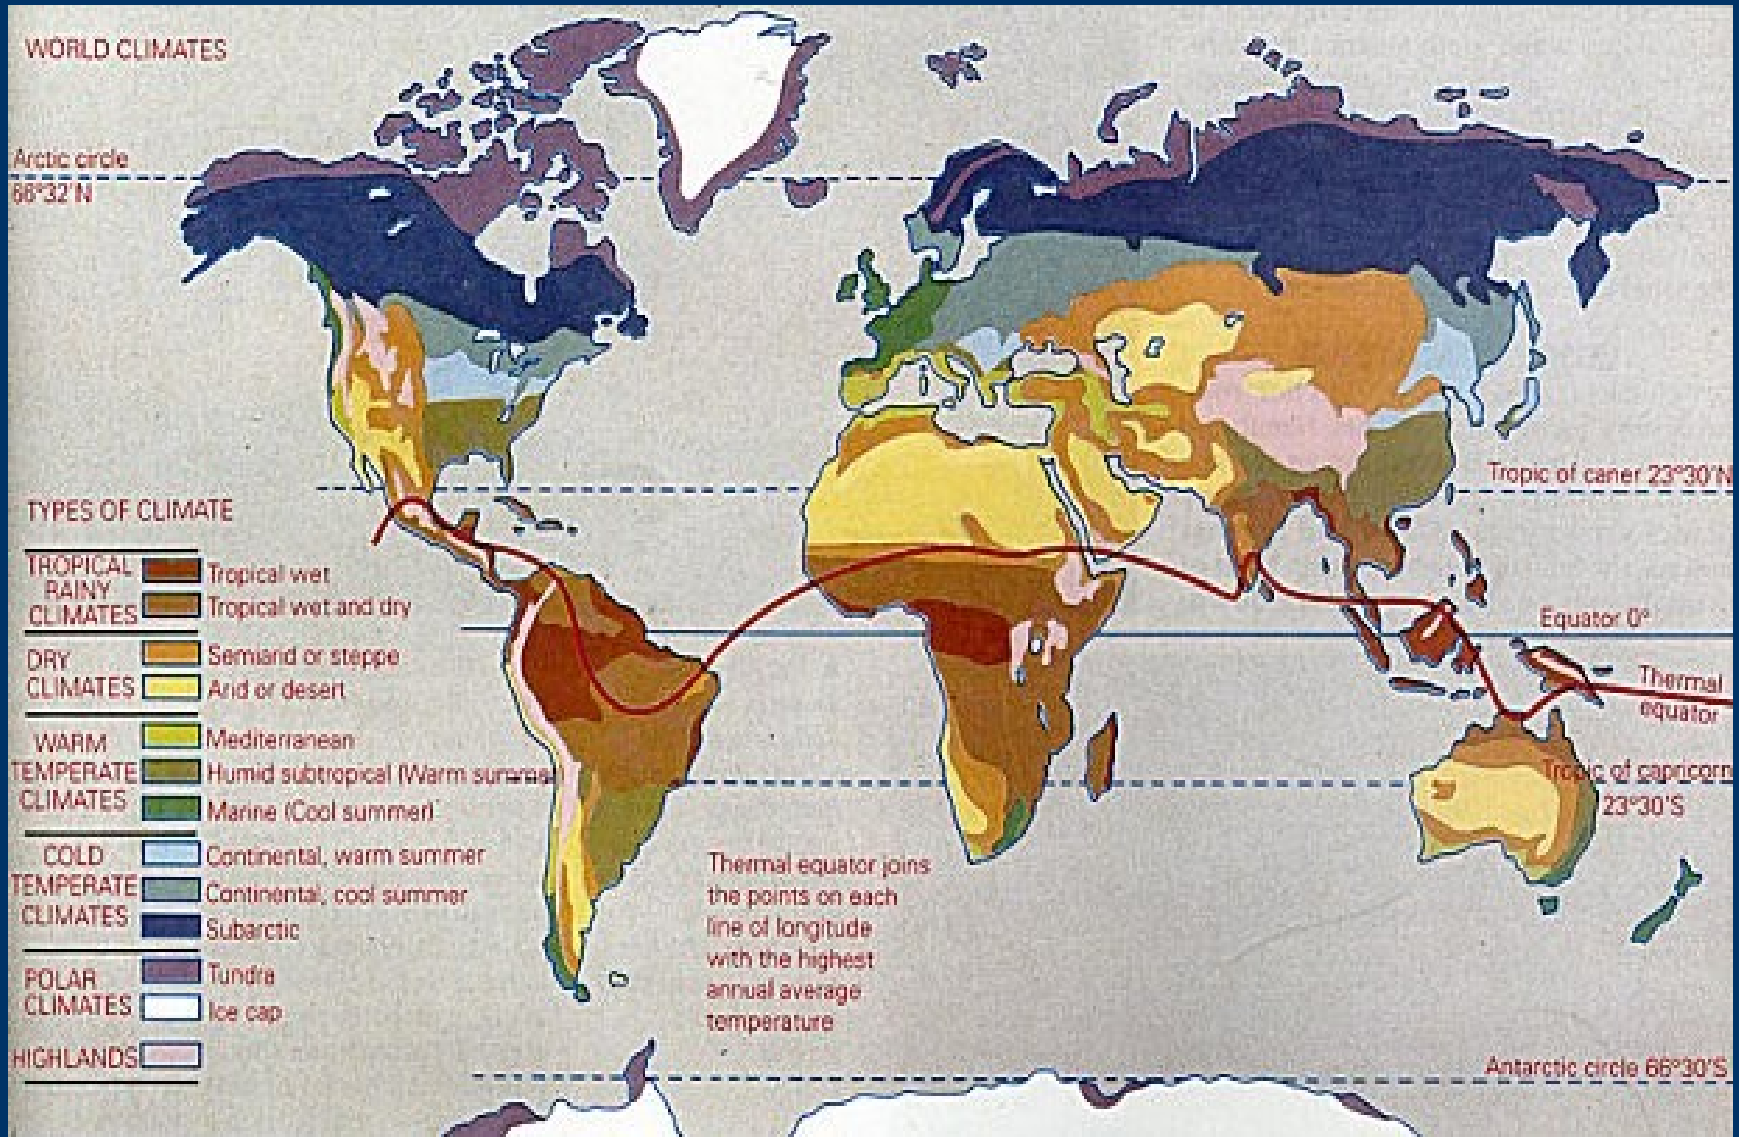 WORLD CLIMATES
Arctic circle
66°32'N
Tropic of caner 23°30'N
TYPES OF CLIMATE
TROPICAL
RAINY
CLIMATES
Tropical wet
Tropical wet and dry
DRY
CLIMATES
Semiarid or steppe
Arid or desert
WARM
TEMPERATE
CLIMATES
Mediterranean
Humid subtropical (Warm summe
Marine (Cool summer)
COLD
TEMPERATE
CLIMATES
Continental, warm summer
Continental, cool summer
Subarctic
POLAR
CLIMATES
Tundra
Ice cap
HIGHLANDS
Equator 0°
Thermal
equator
Tropic of capricorn
23°30'S
Thermal equator joins
the points on each
line of longitude
with the highest
annual average
temperature
Antarctic circle 66°30'S